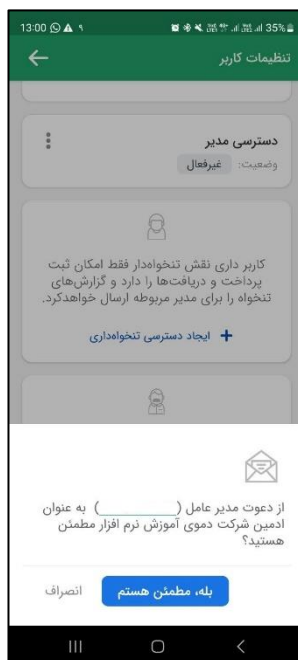 13:00
35%
تنظیمات کاربر
دسترسی مدیر
وضعیت: غیرفعال
کاربر داری نقش تنخواه‌دار فقط امکان ثبت
پرداخت و دریافت‌ها را دارد و گزارش‌های
تنخواه را برای مدیر مربوطه ارسال خواهدکرد.
+ ایجاد دسترسی تنخواه‌داری
از دعوت مدیر عامل (__________) به عنوان
ادمین شرکت دموی آموزش نرم افزار مطمئن
هستید؟
بله، مطمئن هستم
انصراف